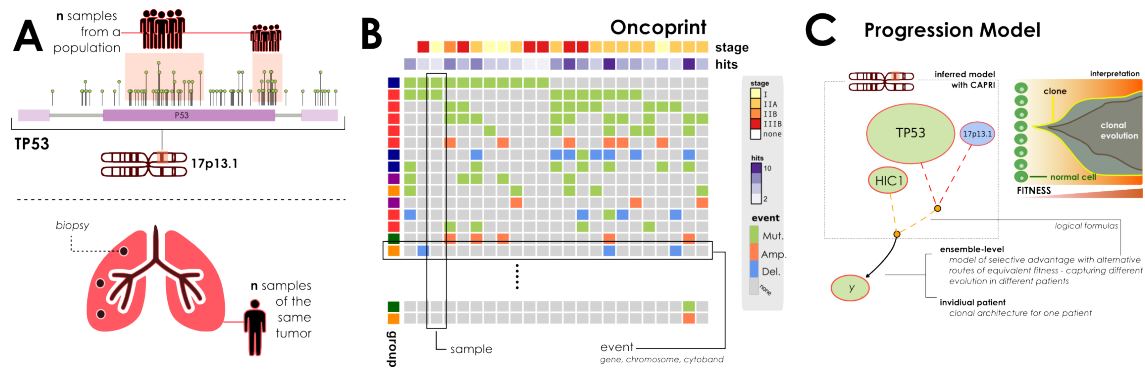 A
n samples
from a
population
P53
TP53
17p13.1
biopsy
n samples
of the
same
tumor
B
Oncoprint
stage
hits
stage
I
IIA
IIB
IIIB
none
hits
10
2
event
Mut.
Amp.
Del.
none
group
sample
event
gene, chromosome, cytoband
C
Progression Model
inferred model
with CAPRI
interpretation
TP53
17p13.1
HIC1
y
clone
clonal
evolution
normal cell
FITNESS
logical formulas
ensemble-level
model of selective advantage with alternative
routes of equivalent fitness - capturing different
evolution in different patients
invidiual patient
clonal architecture for one patient